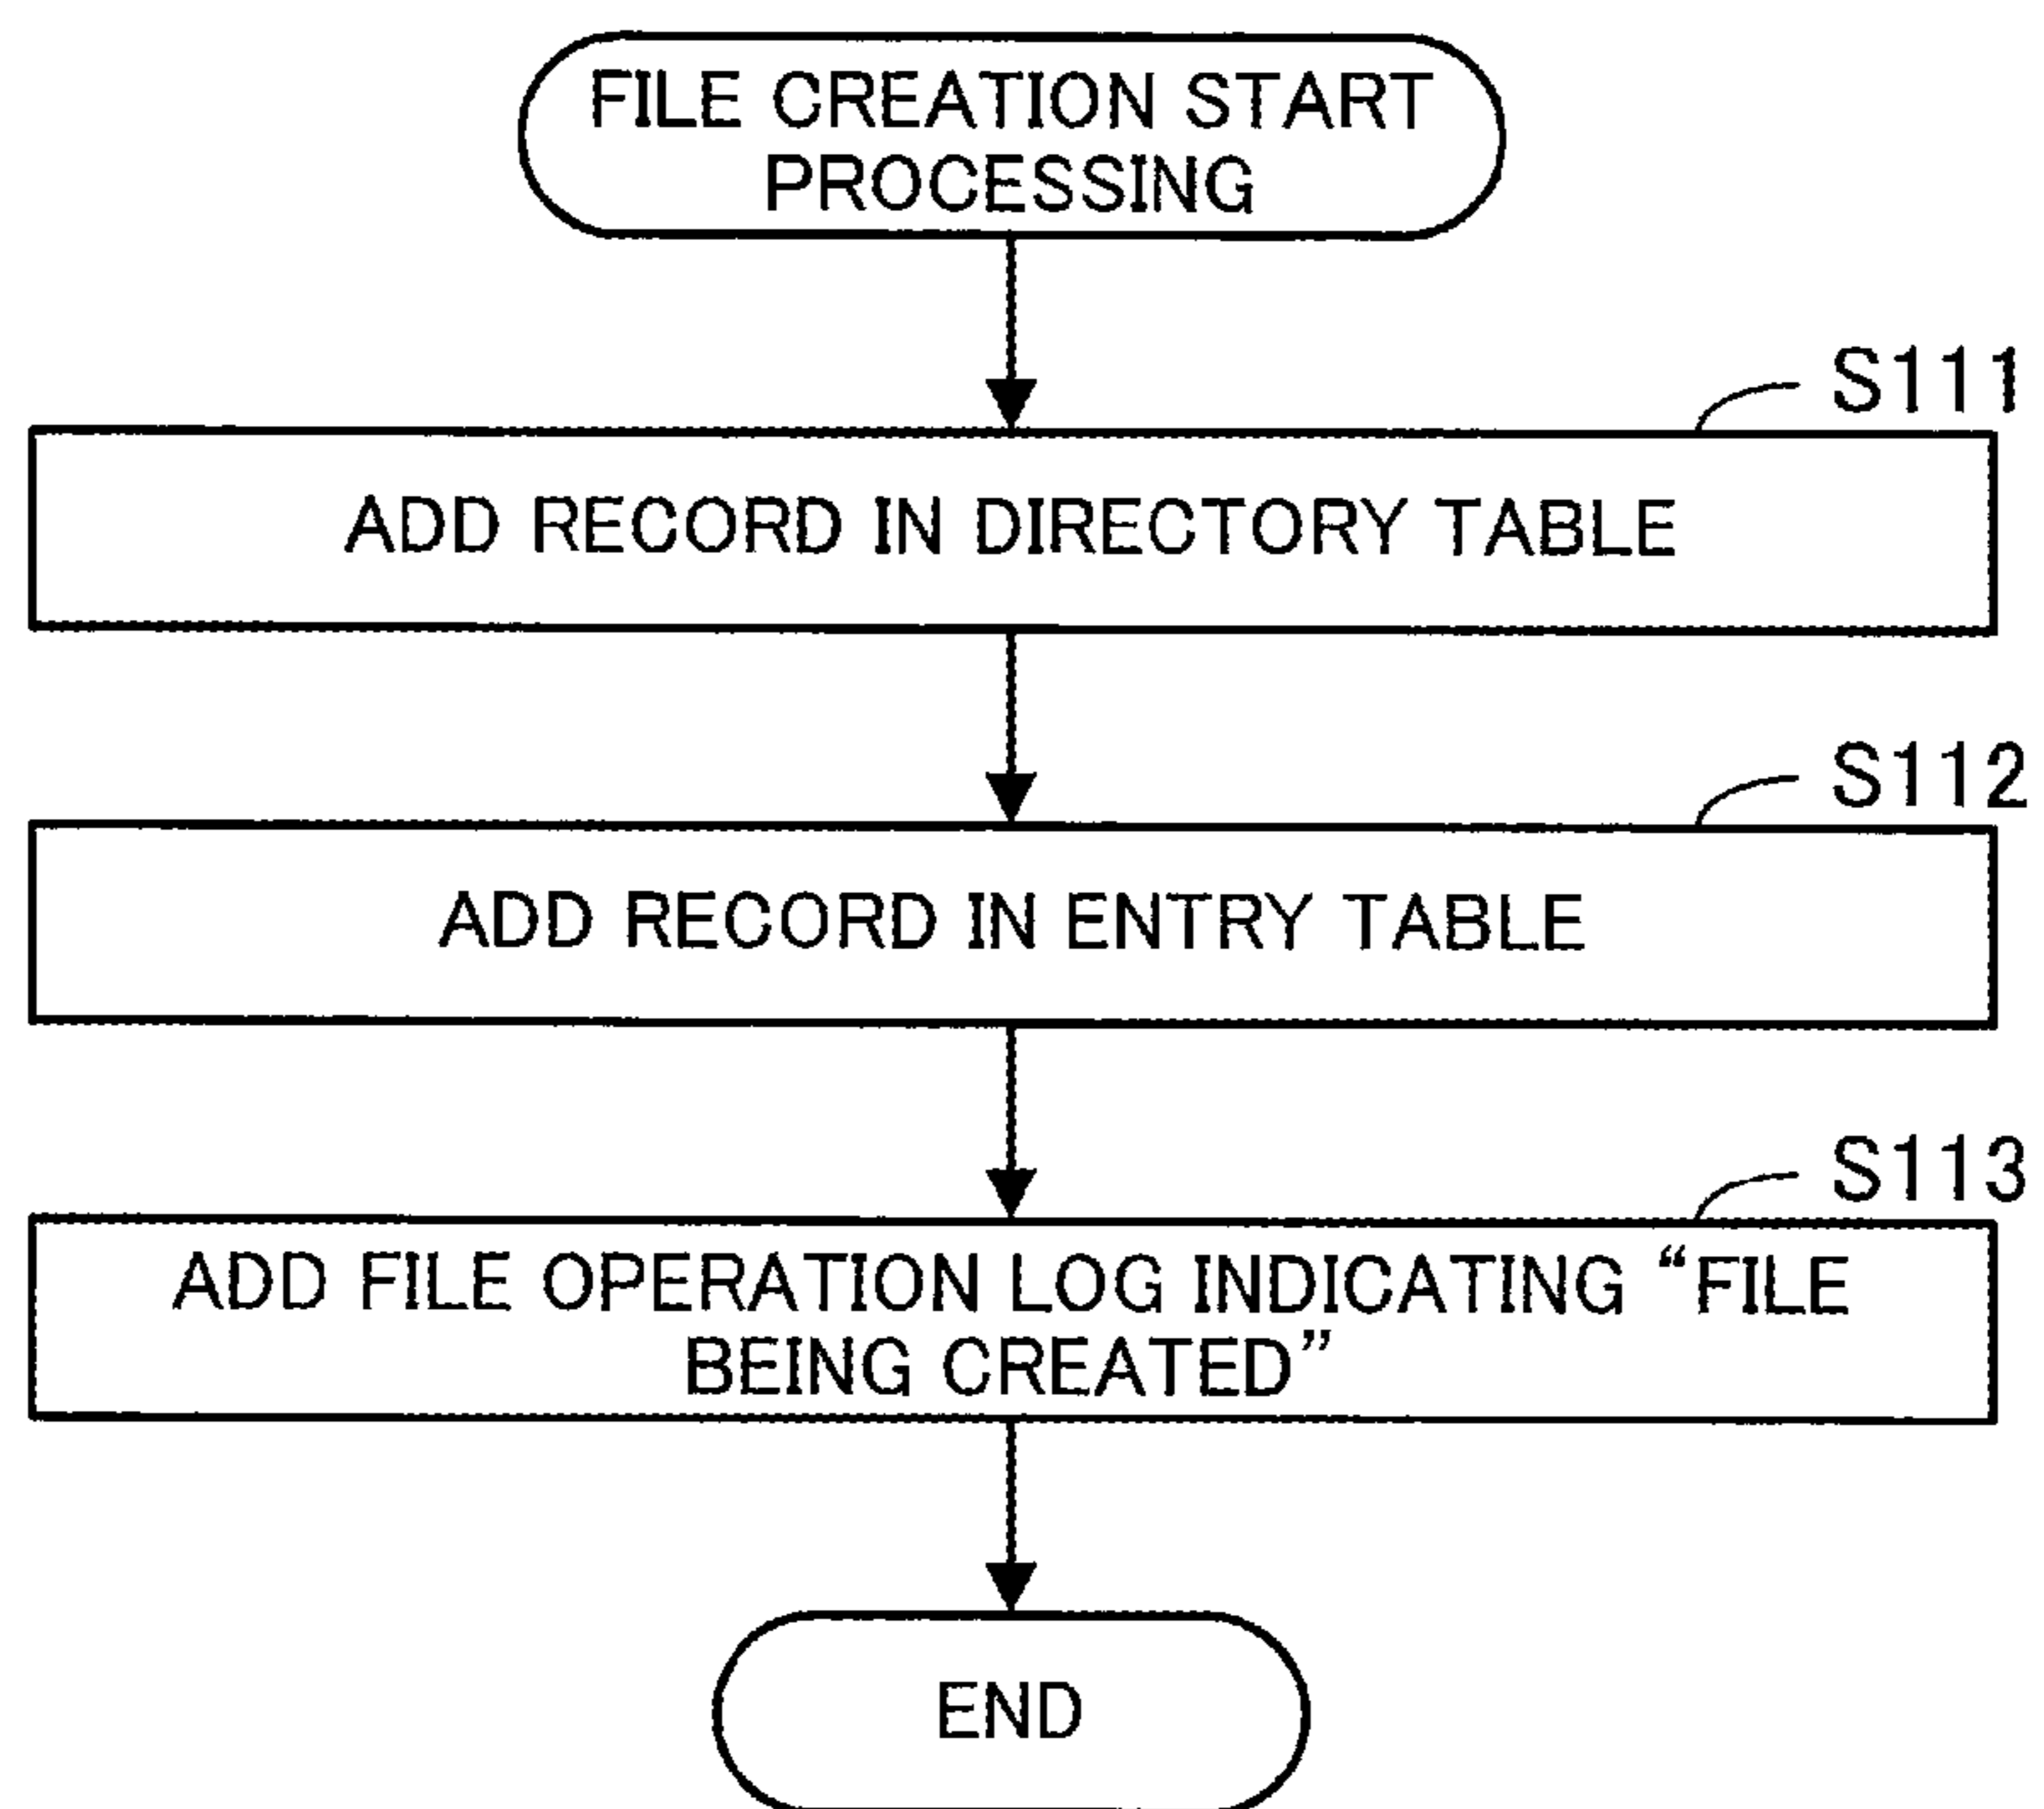 FILE CREATION START
PROCESSING
S111
ADD RECORD IN DIRECTORY TABLE
S112
ADD RECORD IN ENTRY TABLE
S113
ADD FILE OPERATION LOG INDICATING “FILE
BEING CREATED”
END